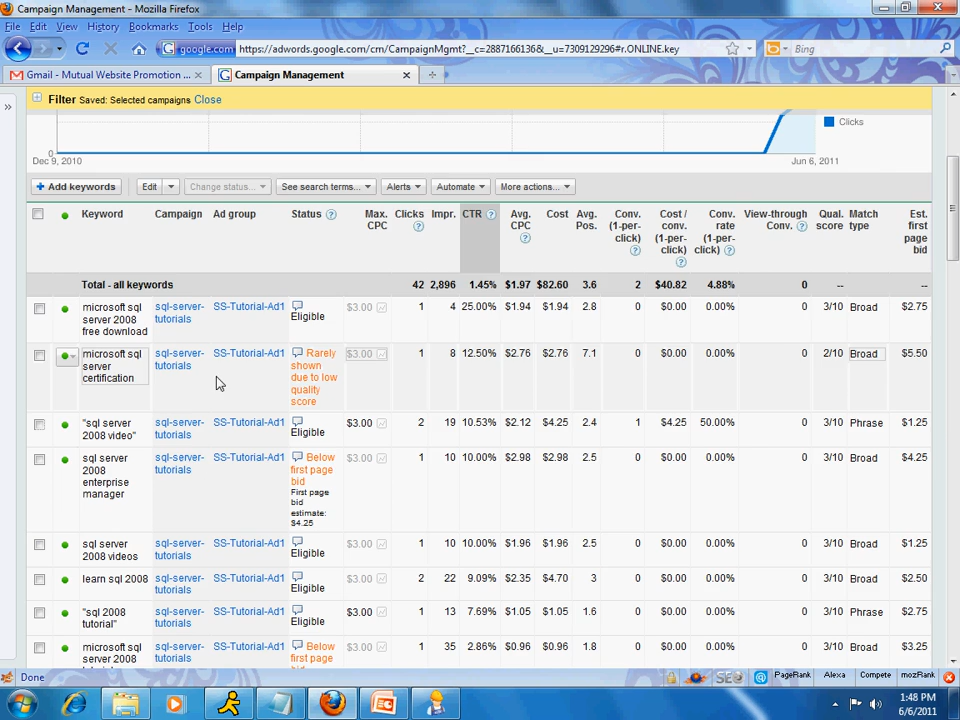 Campaign Management - Mozilla Firefox
File Edit View History Bookmarks Tools Help
google.com https://adwords.google.com/cm/CampaignMgmt?__c=2887166136&__u=7309129296#r.ONLINE.key Bing
Gmail - Mutual Website Promotion ... × Campaign Management ×
Filter Saved: Selected campaigns Close
0
Clicks
Dec 9, 2010 Jun 6, 2011
+ Add keywords Edit Change status... See search terms... Alerts Automate More actions...
Keyword Campaign Ad group Status ? Max. CPC Clicks ? Impr. CTR ? Avg. CPC ? Cost Avg. Pos. Conv. (1-per-click) ? Cost / conv. (1-per-click) ? Conv. rate (1-per-click) ? View-through Conv. ? Qual. score Match type Est. first page bid
Total - all keywords 42 2,896 1.45% $1.97 $82.60 3.6 2 $40.82 4.88% 0 -- --
microsoft sql server 2008 free download sql-server-tutorials SS-Tutorial-Ad1 Eligible $3.00 1 4 25.00% $1.94 $1.94 2.8 0 $0.00 0.00% 0 3/10 Broad $2.75
microsoft sql server certification sql-server-tutorials SS-Tutorial-Ad1 Rarely shown due to low quality score $3.00 1 8 12.50% $2.76 $2.76 7.1 0 $0.00 0.00% 0 2/10 Broad $5.50
"sql server 2008 video" sql-server-tutorials SS-Tutorial-Ad1 Eligible $3.00 2 19 10.53% $2.12 $4.25 2.4 1 $4.25 50.00% 0 3/10 Phrase $1.25
sql server 2008 enterprise manager sql-server-tutorials SS-Tutorial-Ad1 Below first page bid First page bid estimate: $4.25 $3.00 1 10 10.00% $2.98 $2.98 2.5 0 $0.00 0.00% 0 3/10 Broad $4.25
sql server 2008 videos sql-server-tutorials SS-Tutorial-Ad1 Eligible $3.00 1 10 10.00% $1.96 $1.96 2.5 0 $0.00 0.00% 0 3/10 Broad $1.25
learn sql 2008 sql-server-tutorials SS-Tutorial-Ad1 Eligible $3.00 2 22 9.09% $2.35 $4.70 3 0 $0.00 0.00% 0 3/10 Broad $2.50
"sql 2008 tutorial" sql-server-tutorials SS-Tutorial-Ad1 Eligible $3.00 1 13 7.69% $1.05 $1.05 1.6 0 $0.00 0.00% 0 3/10 Phrase $2.75
microsoft sql server 2008 sql-server-tutorials SS-Tutorial-Ad1 Below first page $3.00 1 35 2.86% $0.96 $0.96 1.8 0 $0.00 0.00% 0 3/10 Broad $3.25
Done PageRank Alexa Compete mozRank
1:48 PM
6/6/2011